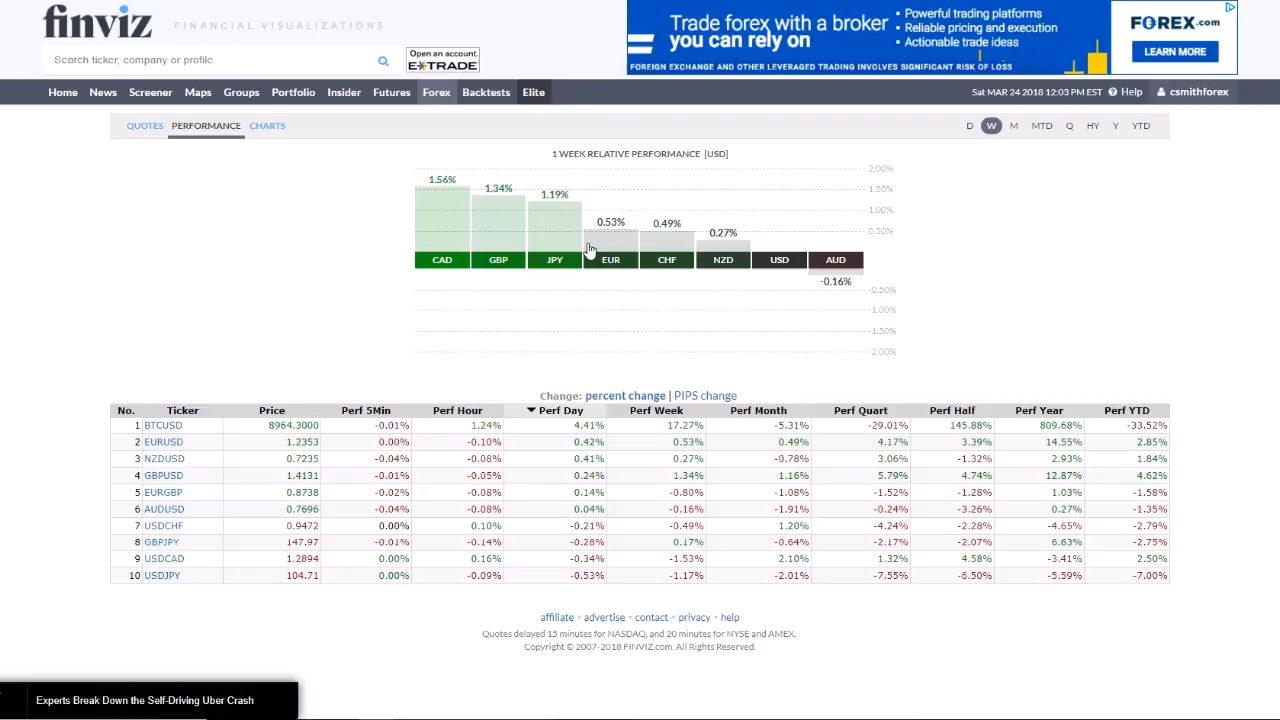 finviz FINANCIAL VISUALIZATIONS
Trade forex with a broker
you can rely on
FOREIGN EXCHANGE AND OTHER LEVERAGED TRADING INVOLVES SIGNIFICANT RISK OF LOSS
• Powerful trading platforms
• Reliable pricing and execution
• Actionable trade ideas
FOREX.com
LEARN MORE
Search ticker, company or profile
Open an account.
E*TRADE
Home News Screener Maps Groups Portfolio Insider Futures Forex Backtests Elite Sat MAR 24 2018 12:03 PM EST Help csmithforex
QUOTES PERFORMANCE CHARTS D W M MTD Q HY Y YTD
1 WEEK RELATIVE PERFORMANCE [USD]
2.00%
1.56% 1.34% 1.19% 1.50%
1.00%
0.53% 0.49% 0.27% 0.50%
CAD GBP JPY EUR CHF NZD USD AUD
-0.16% -0.50%
-1.00%
-1.50%
-2.00%
Change: percent change | PIPS change
No. Ticker Price Perf 5Min Perf Hour Perf Day Perf Week Perf Month Perf Quart Perf Half Perf Year Perf YTD
1 BTCUSD 8964.3000 -0.01% 1.24% 4.41% 17.27% -5.31% -29.01% 145.88% 809.68% -33.52%
2 EURUSD 1.2353 0.00% -0.10% 0.42% 0.53% 0.49% 4.17% 3.39% 14.55% 2.85%
3 NZDUSD 0.7235 -0.04% -0.08% 0.41% 0.27% -0.78% 3.06% -1.32% 2.93% 1.84%
4 GBPUSD 1.4131 -0.01% -0.05% 0.24% 1.34% 1.16% 5.79% 4.74% 12.87% 4.62%
5 EURGBP 0.8738 -0.02% -0.08% 0.14% -0.80% -1.08% -1.52% -1.28% 1.03% -1.58%
6 AUDUSD 0.7696 -0.04% -0.08% 0.04% -0.16% -1.91% -0.24% -3.26% 0.27% -1.35%
7 USDCHF 0.9472 0.00% 0.10% -0.21% -0.49% 1.20% -4.24% -2.28% -4.65% -2.79%
8 GBPJPY 147.97 -0.01% -0.14% -0.28% 0.17% -0.64% -2.17% -2.07% 6.63% -2.75%
9 USDCAD 1.2894 0.00% 0.16% -0.34% -1.53% 2.10% 1.32% 4.58% -3.41% 2.50%
10 USDJPY 104.71 0.00% -0.09% -0.53% -1.17% -2.01% -7.55% -6.50% -5.59% -7.00%
affiliate • advertise • contact • privacy • help
Quotes delayed 15 minutes for NASDAQ, and 20 minutes for NYSE and AMEX.
Copyright © 2007-2018 FINVIZ.com. All Rights Reserved.
Experts Break Down the Self-Driving Uber Crash